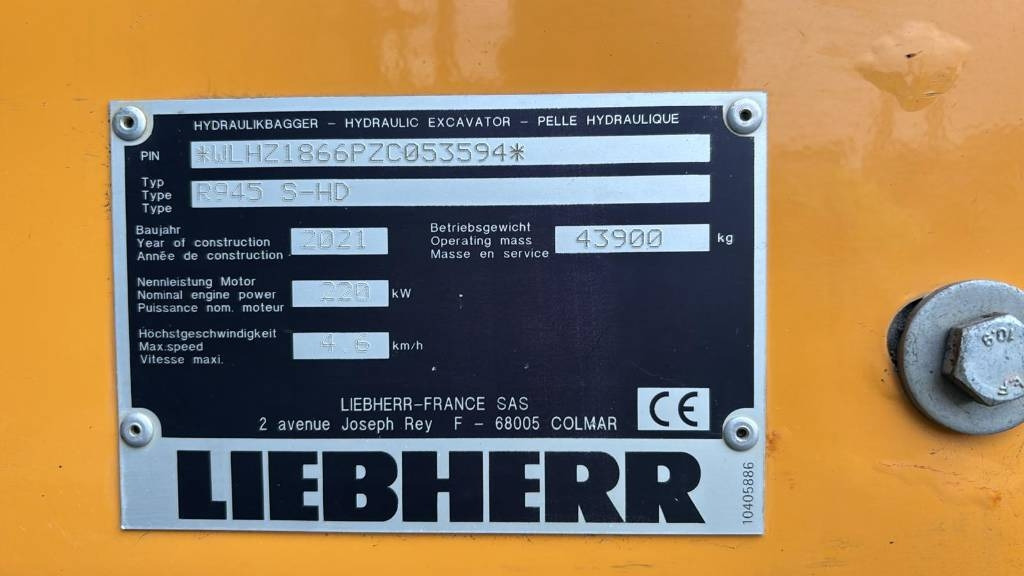 HYDRAULIKBAGGER - HYDRAULIC EXCAVATOR - PELLE HYDRAULIQUE
PIN *WLHZ1866PZC053594*
Typ
Type R945 S-HD
Type
Baujahr
Year of construction 2021
Année de construction
Betriebsgewicht
Operating mass 43900 kg
Masse en service
Nennleistung Motor
Nominal engine power 220 kW
Puissance nom. moteur
Höchstgeschwindigkeit
Max.speed 4.6 km/h
Vitesse maxi.
LIEBHERR-FRANCE SAS
2 avenue Joseph Rey F - 68005 COLMAR
CE
LIEBHERR
10405886
10.9